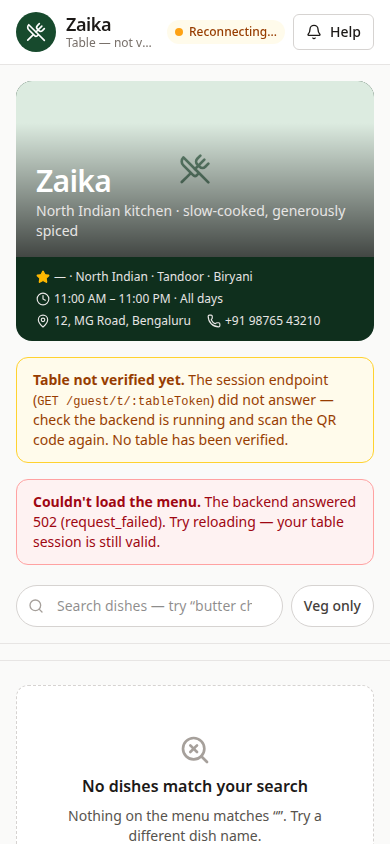 Zaika
Table — not v...
Reconnecting...
Help
Zaika
North Indian kitchen · slow-cooked, generously
spiced
— · North Indian · Tandoor · Biryani
11:00 AM – 11:00 PM · All days
12, MG Road, Bengaluru
+91 98765 43210
Table not verified yet. The session endpoint
(GET /guest/t/:tableToken) did not answer —
check the backend is running and scan the QR
code again. No table has been verified.
Couldn't load the menu. The backend answered
502 (request_failed). Try reloading — your table
session is still valid.
Search dishes — try “butter ch
Veg only
No dishes match your search
Nothing on the menu matches “”. Try a
different dish name.